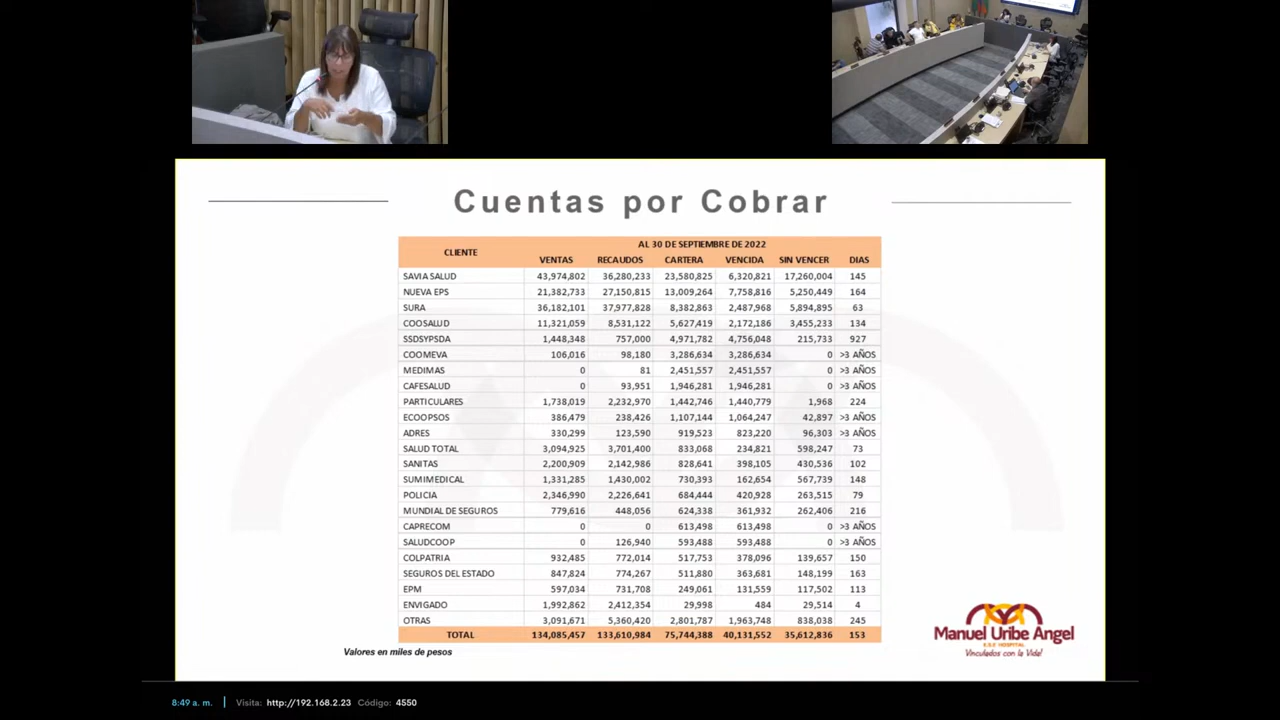 Cuentas por Cobrar
CLIENTE AL 30 DE SEPTIEMBRE DE 2022
VENTAS RECAUDOS CARTERA VENCIDA SIN VENCER DIAS
SAVIA SALUD 43,974,802 36,280,233 23,580,825 6,320,821 17,260,004 145
NUEVA EPS 21,382,733 27,150,815 13,009,264 7,758,816 5,250,449 164
SURA 36,182,101 37,977,828 8,382,863 2,487,968 5,894,895 63
COOSALUD 11,321,059 8,531,122 5,627,419 2,172,186 3,455,233 134
SSDSYPSDA 1,448,348 757,000 4,971,782 4,756,048 215,733 927
COOMEVA 106,016 98,180 3,286,634 3,286,634 0 >3 AÑOS
MEDIMAS 0 81 2,451,557 2,451,557 0 >3 AÑOS
CAFESALUD 0 93,951 1,946,281 1,946,281 0 >3 AÑOS
PARTICULARES 1,738,019 2,232,970 1,442,746 1,440,779 1,968 224
ECOOPSOS 386,479 238,426 1,107,144 1,064,247 42,897 >3 AÑOS
ADRES 330,299 123,590 919,523 823,220 96,303 >3 AÑOS
SALUD TOTAL 3,094,925 3,701,400 833,068 234,821 598,247 73
SANITAS 2,200,909 2,142,986 828,641 398,105 430,536 102
SUMIMEDICAL 1,331,285 1,430,002 730,393 162,654 567,739 148
POLICIA 2,346,990 2,226,641 684,444 420,928 263,515 79
MUNDIAL DE SEGUROS 779,616 448,056 624,338 361,932 262,406 216
CAPRECOM 0 0 613,498 613,498 0 >3 AÑOS
SALUDCOOP 0 126,940 593,488 593,488 0 >3 AÑOS
COLPATRIA 932,485 772,014 517,753 378,096 139,657 150
SEGUROS DEL ESTADO 847,824 774,267 511,880 363,681 148,199 163
EPM 597,034 731,708 249,061 131,559 117,502 113
ENVIGADO 1,992,862 2,412,354 29,998 484 29,514 4
OTRAS 3,091,671 5,360,420 2,801,787 1,963,748 838,038 245
TOTAL 134,085,457 133,610,984 75,744,388 40,131,552 35,612,836 153
Valores en miles de pesos
Manuel Uribe Angel
E.S.E HOSPITAL
Vinculados con la Vida!
8:49 a. m. | Visita: http://192.168.2.23 Código: 4550